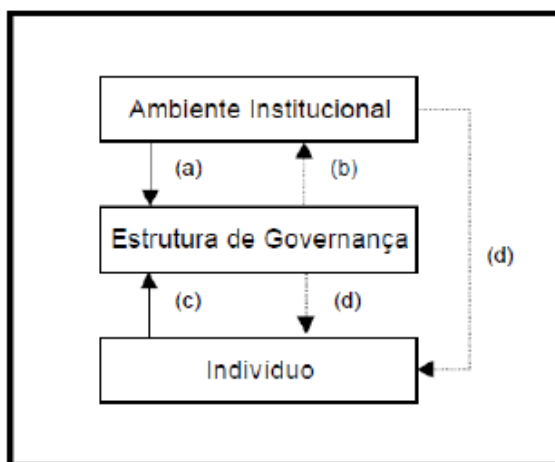 Ambiente Institucional
(a)
(b)
Estrutura de Governança
(d)
(c)
(d)
Indivíduo